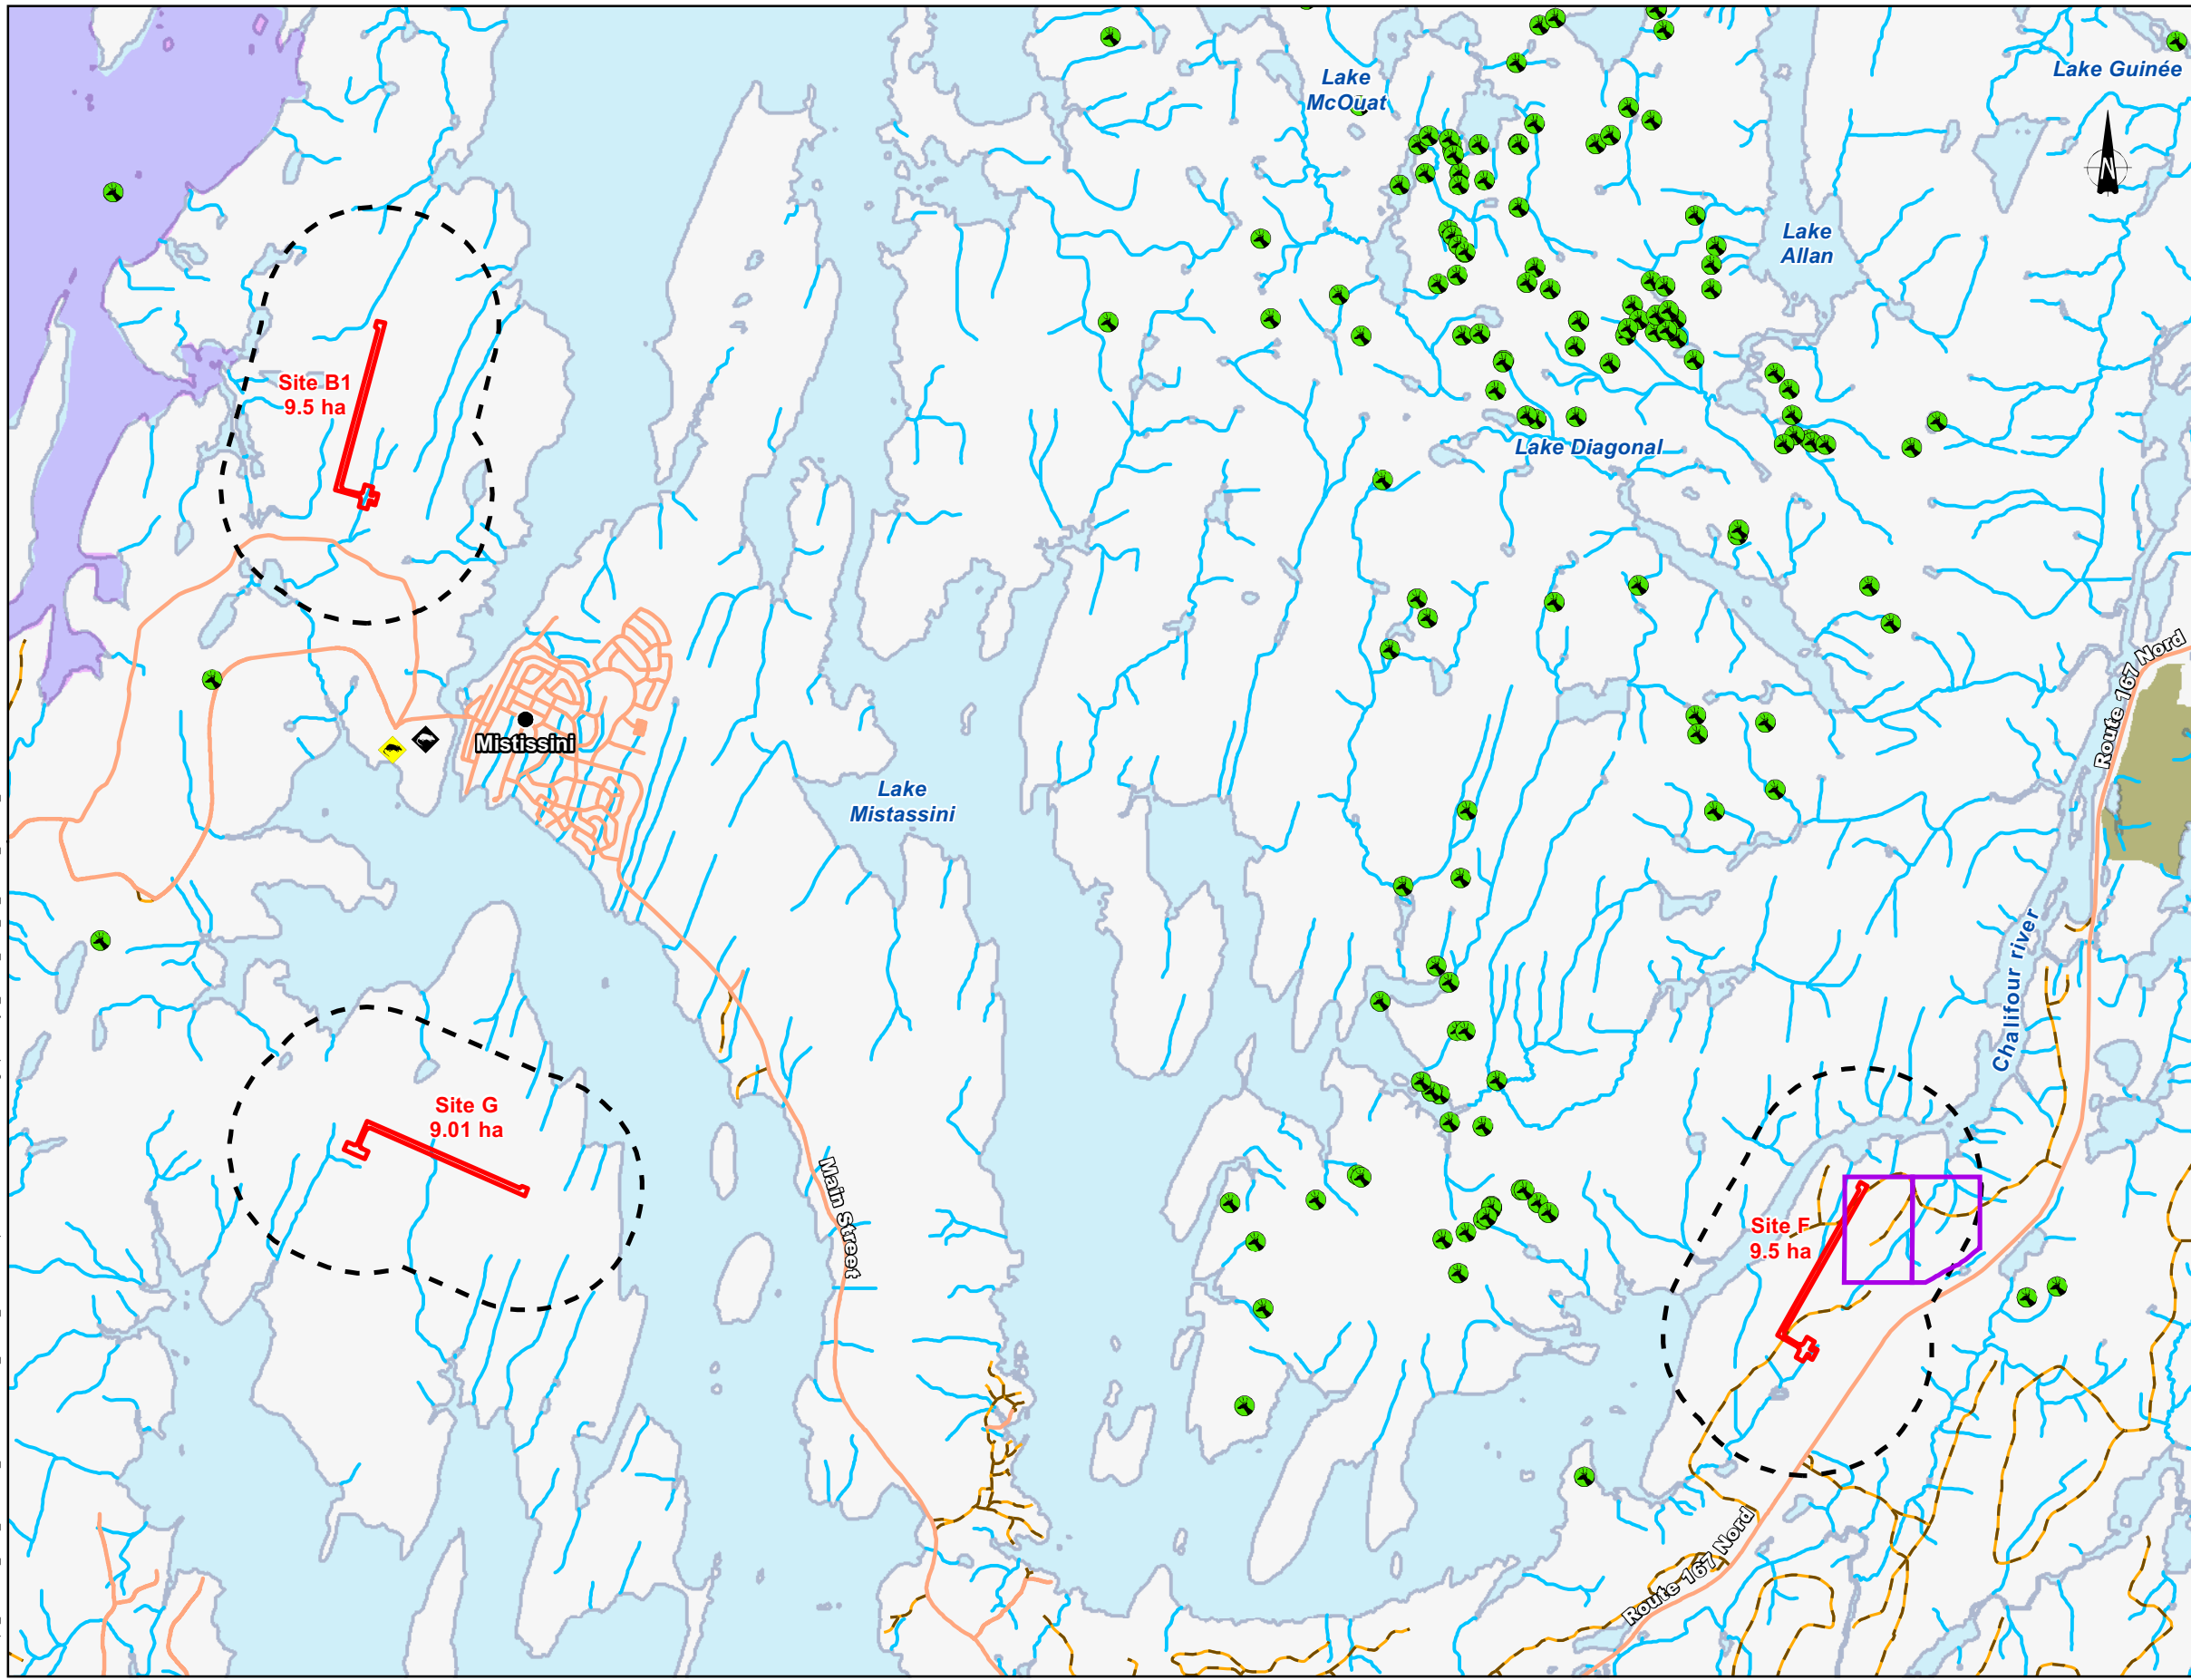 Lake
McOuat
Lake Guinée
N
Lake
Allan
Site B1
9.5 ha
Lake Diagonal
Route 167 Nord
Mistissini
Lake
Mistassini
Chalifour river
Site G
9.01 ha
Main Street
Site F
9.5 ha
Route 167 Nord